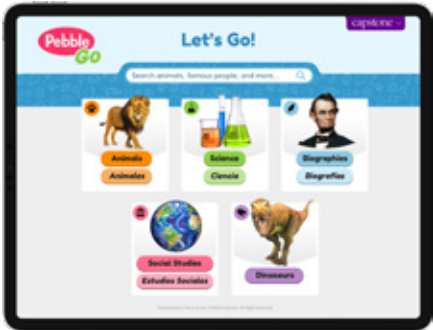 capstone
Pebble
Go
Let's Go!
Search animals, famous people, and more...
Animals
Animales
Science
Ciencia
Biographies
Biografías
Social Studies
Estudios Sociales
Dinosaurs